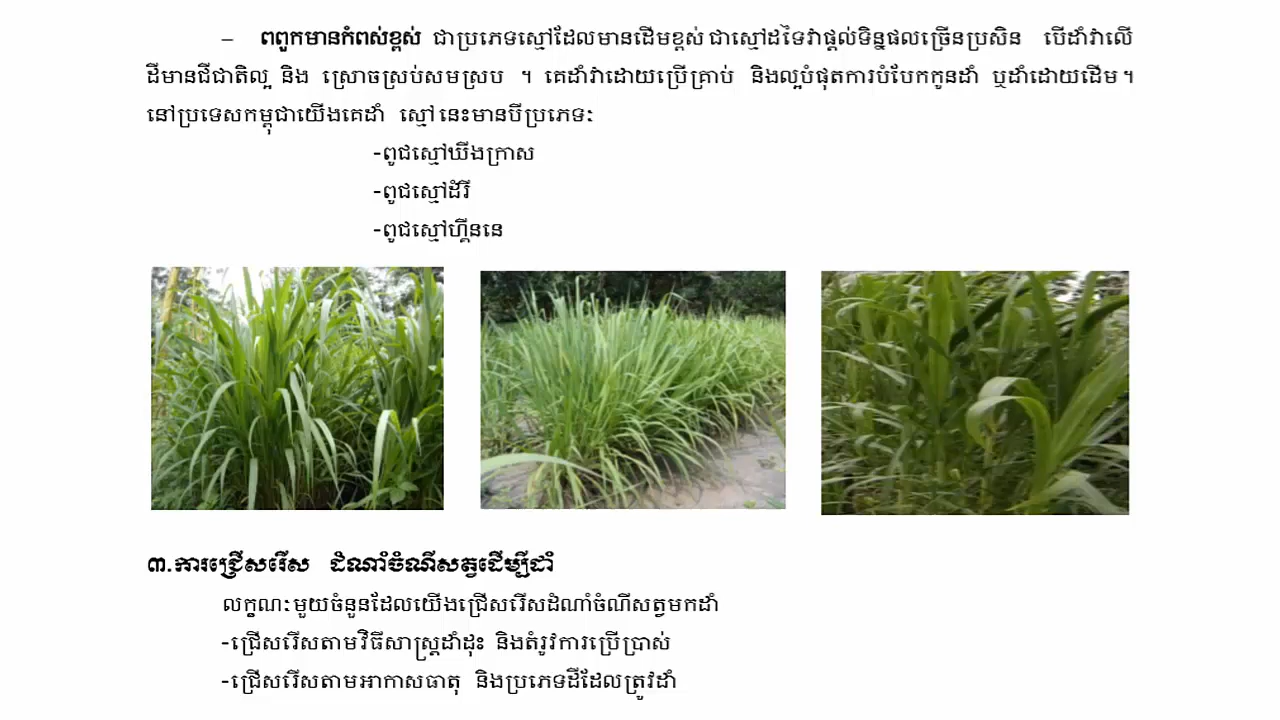 – ពពួកមានកំពស់ខ្ពស់ ជាប្រភេទស្មៅដែលមានដើមខ្ពស់ ជាស្មៅដទៃវាផ្តល់ទិន្នផលច្រើនប្រសិន បើដាំវាលើ
ដីមានជីជាតិល្អ និង ស្រោចស្រប់សមស្រប ។ គេដាំវាដោយប្រើគ្រាប់ និងល្អបំផុតការបំបែកកូនដាំ ឬដាំដោយដើម។
នៅប្រទេសកម្ពុជាយើងគេដាំ ស្មៅនេះមានបីប្រភេទៈ
-ពូជស្មៅឃីងក្រាស
-ពូជស្មៅដំរី
-ពូជស្មៅហ្គីននេ
៣.ការជ្រើសរើស ដំណាំចំណីសត្វដើម្បីដាំ
លក្ខណៈមួយចំនួនដែលយើងជ្រើសរើសដំណាំចំណីសត្វមកដាំ
-ជ្រើសរើសតាមវិធីសាស្ត្រដាំដុះ និងតំរូវការប្រើប្រាស់
-ជ្រើសរើសតាមអាកាសធាតុ និងប្រភេទដីដែលត្រូវដាំ